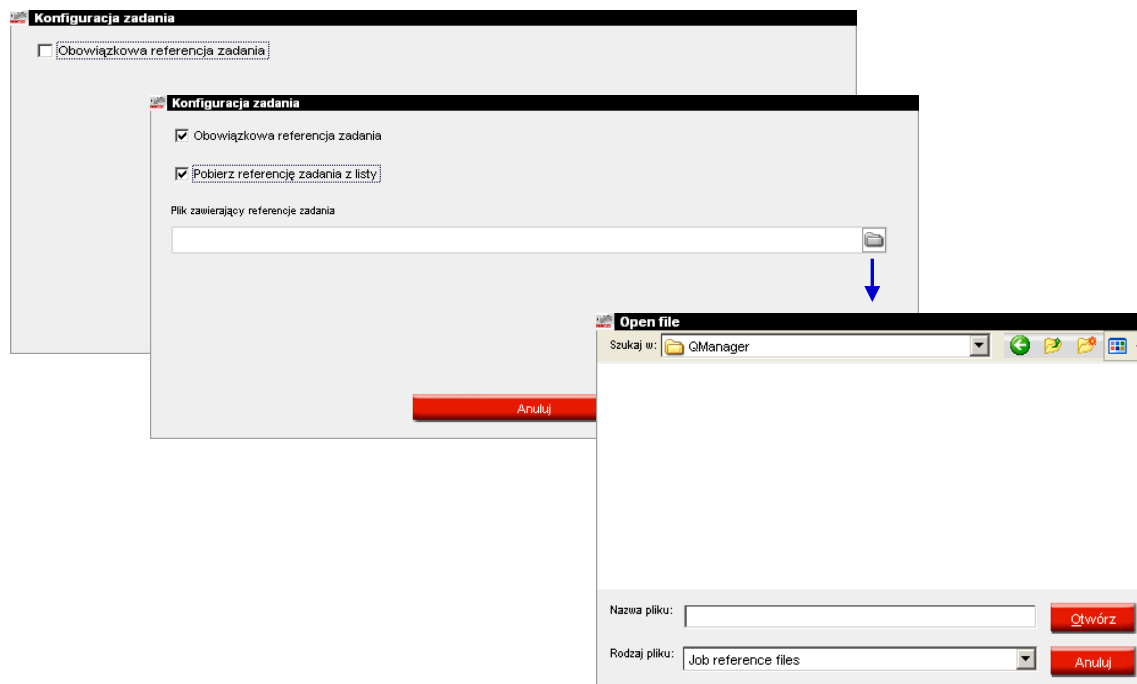 Konfiguracja zadania
Obowiązkowa referencja zadania
Konfiguracja zadania
Obowiązkowa referencja zadania
Pobierz referencję zadania z listy
Plik zawierający referencje zadania
Anuluj
Open file
Szukaj w: QManager
Nazwa pliku:
Otwórz
Rodzaj pliku: Job reference files
Anuluj